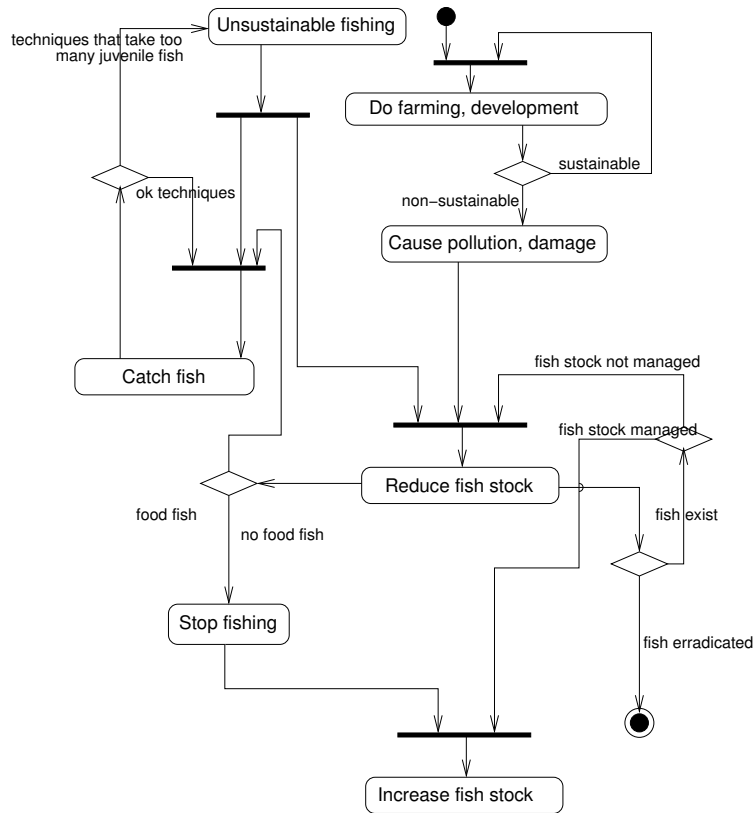 Unsustainable fishing
techniques that take too
many juvenile fish
Do farming, development
sustainable
ok techniques
non-sustainable
Cause pollution, damage
Catch fish
fish stock not managed
fish stock managed
Reduce fish stock
food fish
no food fish
fish exist
Stop fishing
fish erradicated
Increase fish stock